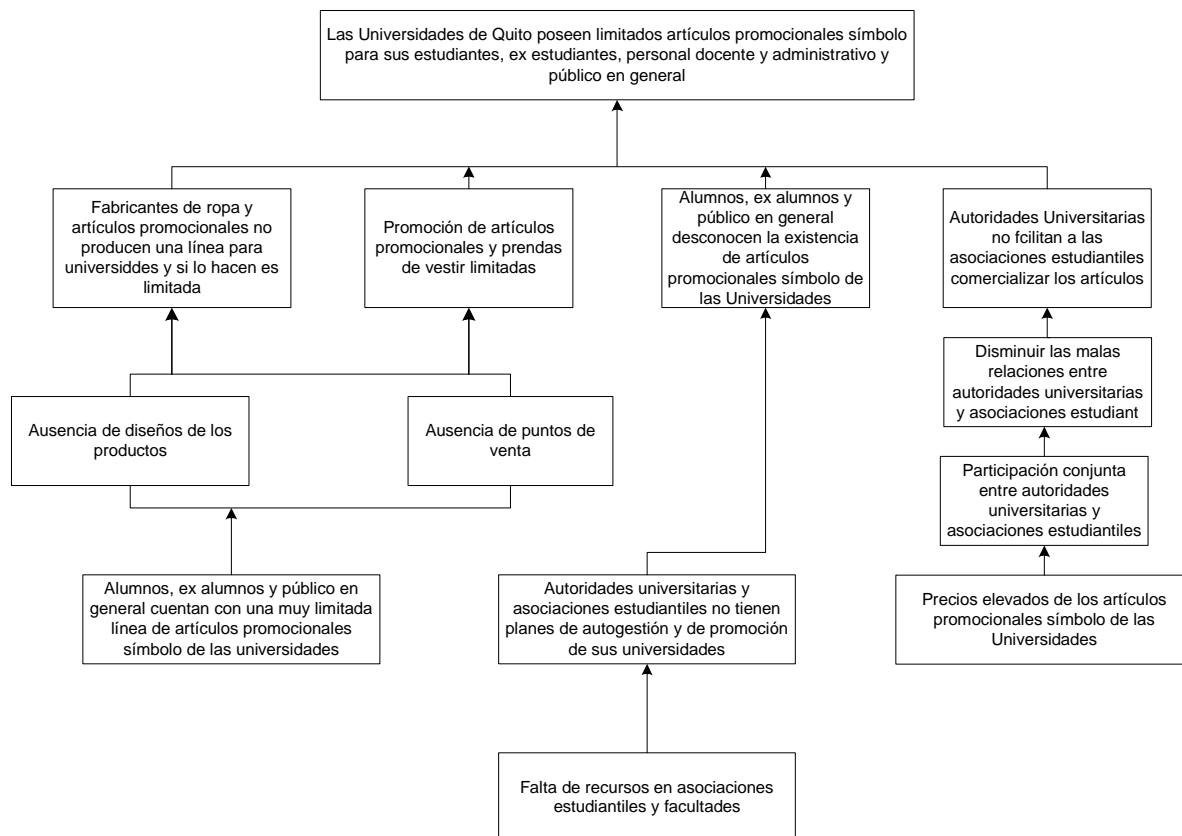 Las Universidades de Quito poseen limitados artículos promocionales símbolo
para sus estudiantes, ex estudiantes, personal docente y administrativo y
público en general
Fabricantes de ropa y
artículos promocionales no
producen una línea para
universiddes y si lo hacen es
limitada
Promoción de artículos
promocionales y prendas
de vestir limitadas
Alumnos, ex alumnos y
público en general
desconocen la existencia
de artículos
promocionales símbolo de
las Universidades
Autoridades Universitarias
no fcilitan a las
asociaciones estudiantiles
comercializar los artículos
Disminuir las malas
relaciones entre
autoridades universitarias
y asociaciones estudiant
Ausencia de diseños de los
productos
Ausencia de puntos de
venta
Participación conjunta
entre autoridades
universitarias y
asociaciones estudiantiles
Alumnos, ex alumnos y público en
general cuentan con una muy limitada
línea de artículos promocionales
símbolo de las universidades
Autoridades universitarias y
asociaciones estudiantiles no tienen
planes de autogestión y de promoción
de sus universidades
Precios elevados de los artículos
promocionales símbolo de las
Universidades
Falta de recursos en asociaciones
estudiantiles y facultades